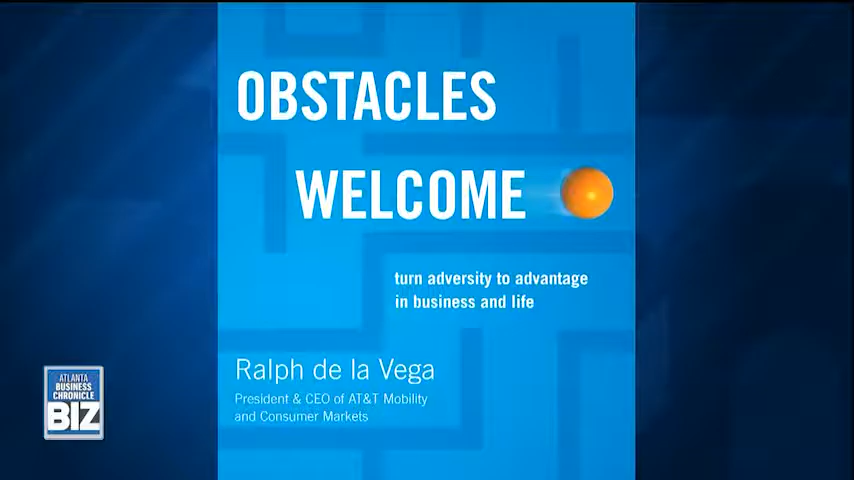 OBSTACLES
WELCOME
turn adversity to advantage
in business and life
Ralph de la Vega
President & CEO of AT&T Mobility
and Consumer Markets
ATLANTA
BUSINESS
CHRONICLE
BIZ